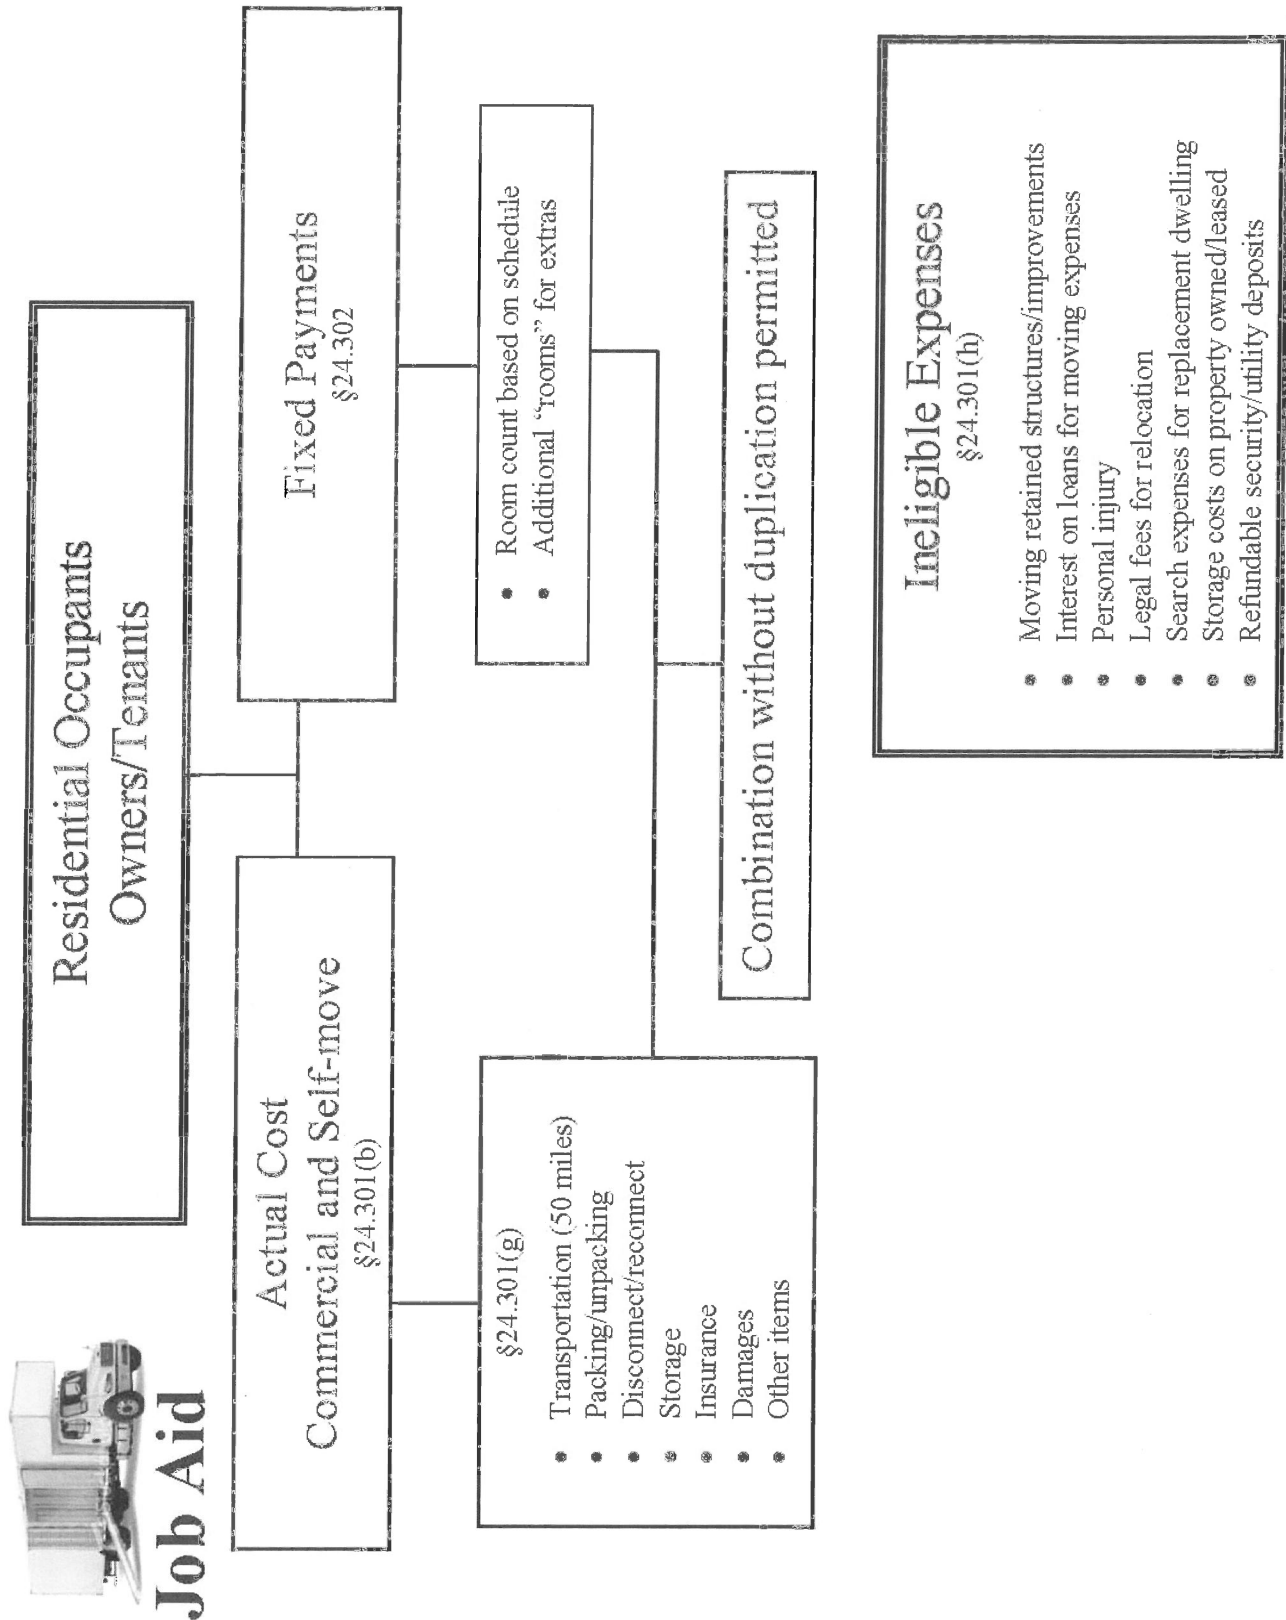 Job Aid
Residential Occupants
Owners/Tenants
Actual Cost
Commercial and Self-move
§24.301(b)
Fixed Payments
§24.302
§24.301(g)
• Transportation (50 miles)
• Packing/unpacking
• Disconnect/reconnect
• Storage
• Insurance
• Damages
• Other items
• Room count based on schedule
• Additional “rooms” for extras
Combination without duplication permitted
Ineligible Expenses
§24.301(h)
• Moving retained structures/improvements
• Interest on loans for moving expenses
• Personal injury
• Legal fees for relocation
• Search expenses for replacement dwelling
• Storage costs on property owned/leased
• Refundable security/utility deposits